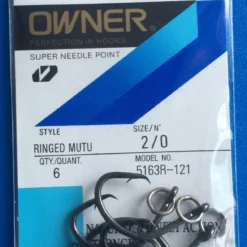 OWNER®
PERFECTION IN HOOKS
SUPER NEEDLE POINT
STYLE SIZE/N°
RINGED MUTU 2/0
QTY/QUANT. MODEL NO.
6 5163R-121